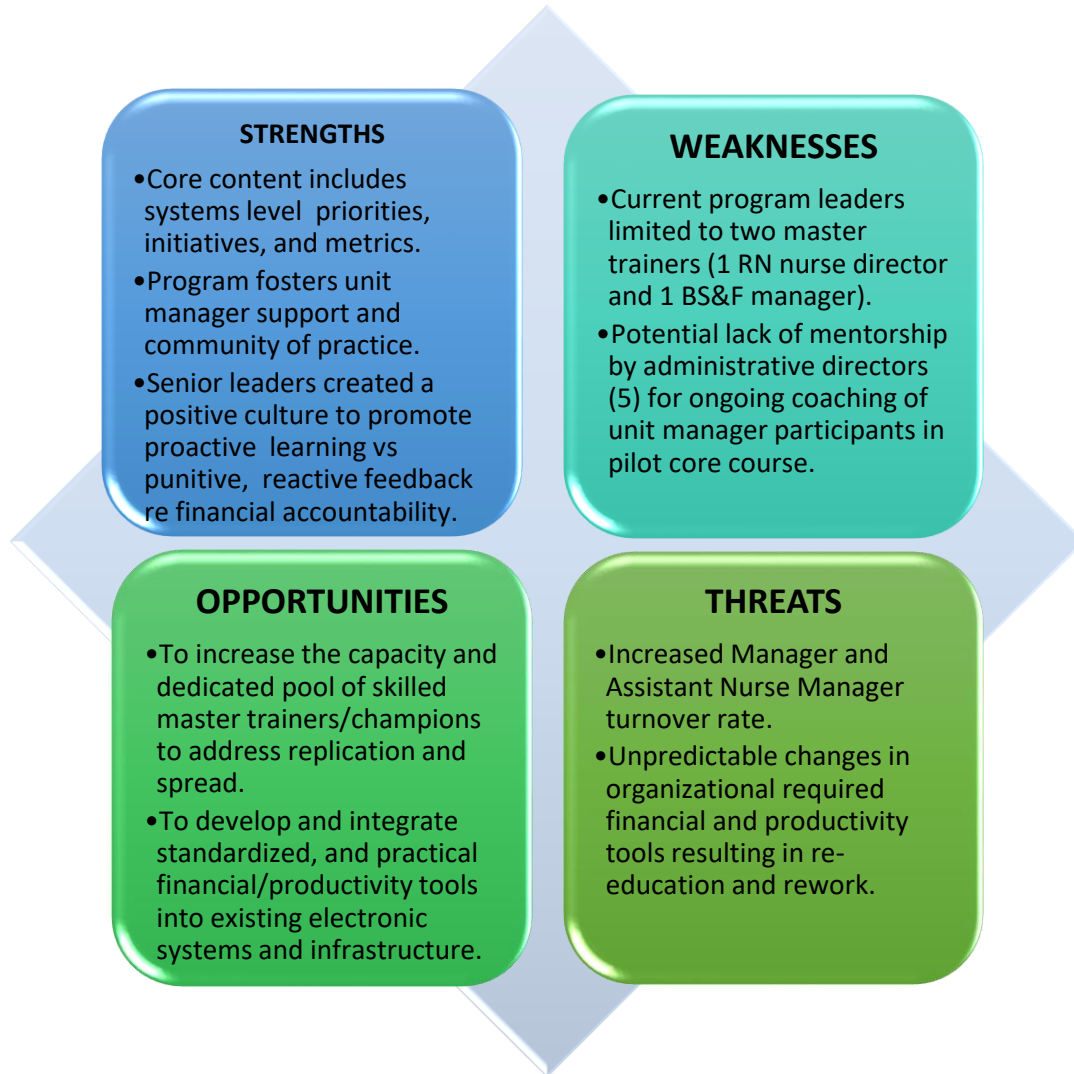 STRENGTHS
•Core content includes
systems level  priorities,
initiatives, and metrics.
•Program fosters unit
manager support and
community of practice.
•Senior leaders created a
positive culture to promote
proactive  learning vs
punitive,  reactive feedback
re financial accountability.
WEAKNESSES
•Current program leaders
limited to two master
trainers (1 RN nurse director
and 1 BS&F manager).
•Potential lack of mentorship
by administrative directors
(5) for ongoing coaching of
unit manager participants in
pilot core course.
OPPORTUNITIES
•To increase the capacity and
dedicated pool of skilled
master trainers/champions
to address replication and
spread.
•To develop and integrate
standardized, and practical
financial/productivity tools
into existing electronic
systems and infrastructure.
THREATS
•Increased Manager and
Assistant Nurse Manager
turnover rate.
•Unpredictable changes in
organizational required
financial and productivity
tools resulting in re-
education and rework.